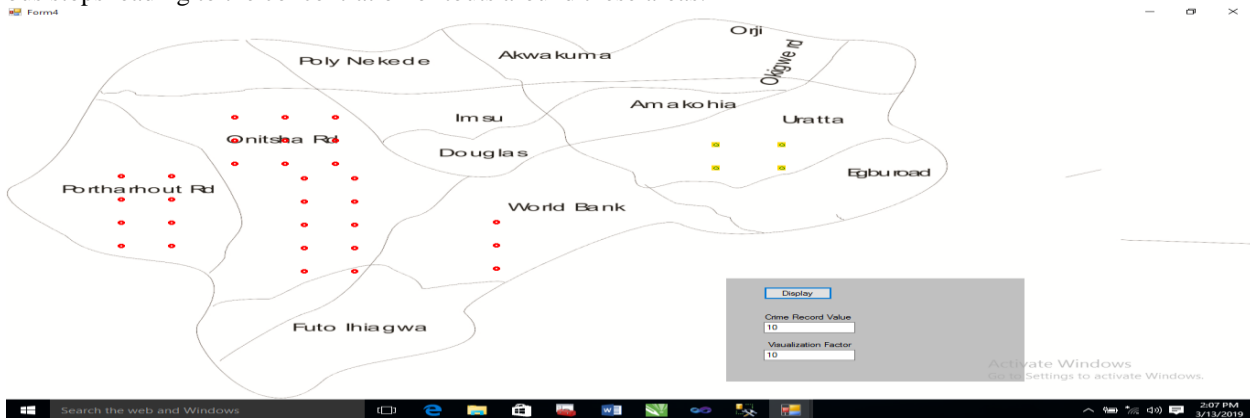 Form4
Orji
Okigwe rd
Akwakuma
Poly Nekede
Amakohia
Imsu
Uratta
Onitsha Rd
Douglas
Egbu road
Portharhout Rd
World Bank
Futo Ihiagwa
Display
Crime Record Value
10
Visualization Factor
10
Activate Windows
Go to Settings to activate Windows.
Search the web and Windows
2:07 PM
3/13/2019